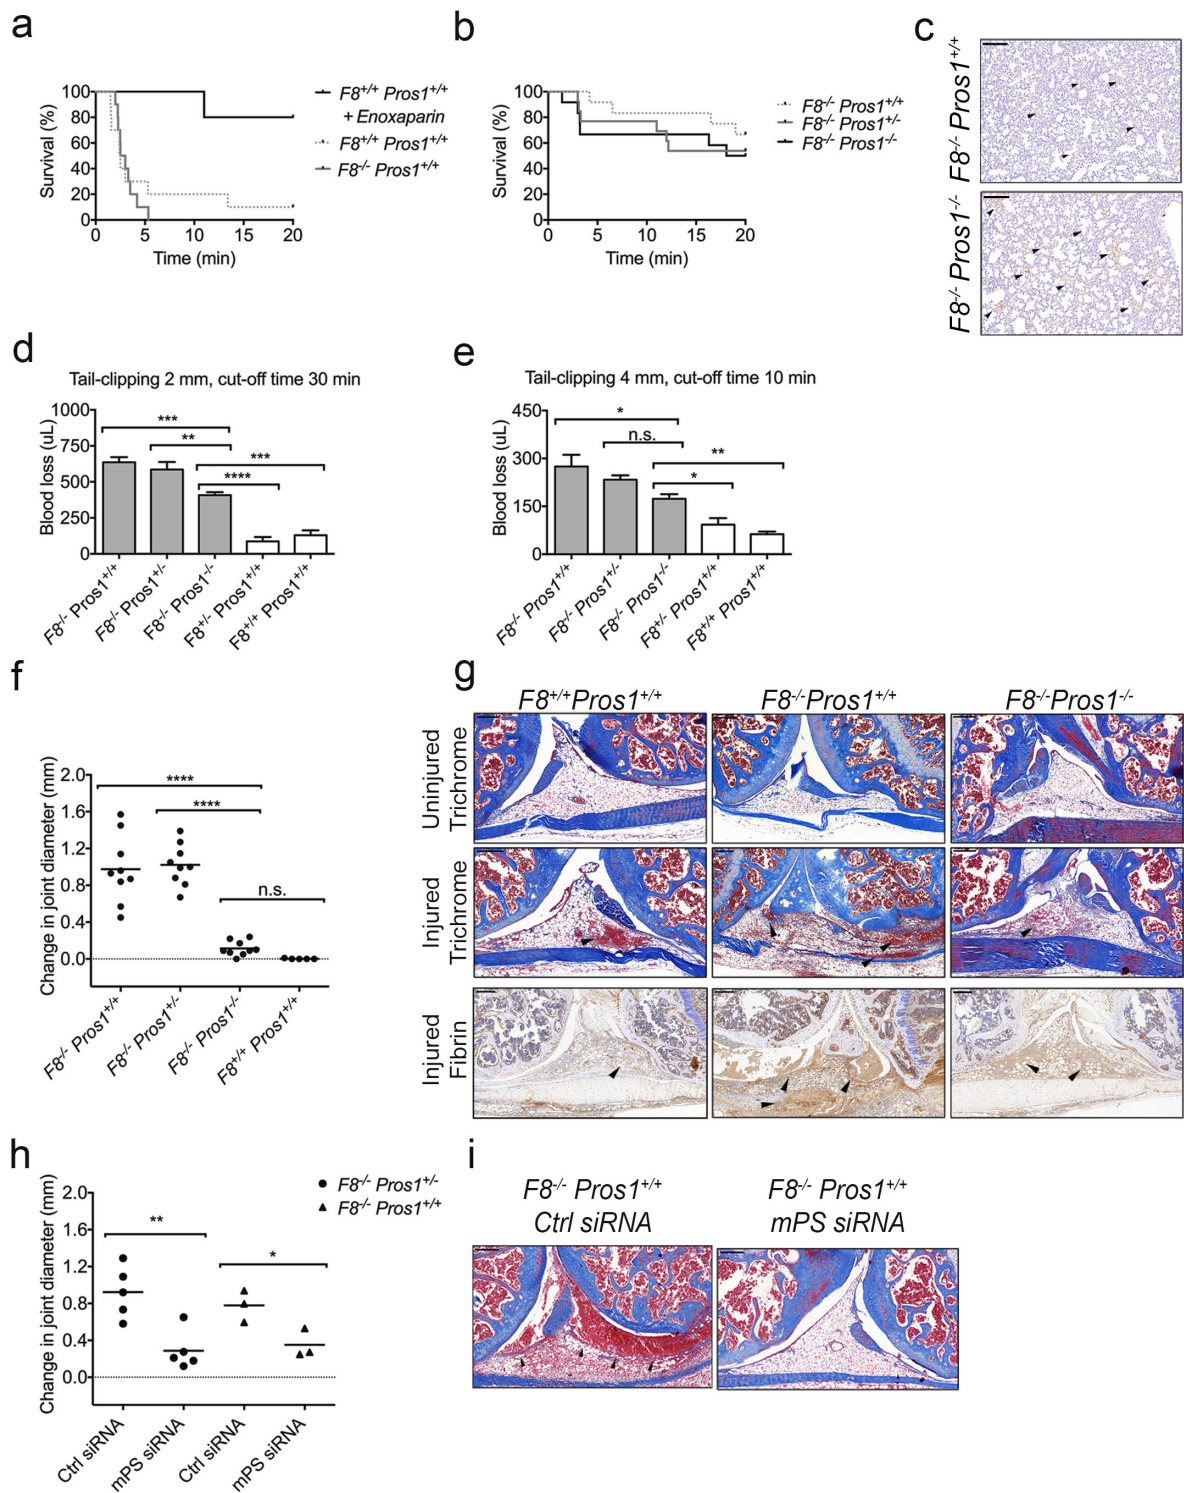 a
Survival (%)
100
80
60
40
20
0
0 5 10 15 20
Time (min)
F8+/+ Pros1+/+
+ Enoxaparin
F8+/+ Pros1+/+
F8-/- Pros1+/+
b
Survival (%)
100
80
60
40
20
0
0 5 10 15 20
Time (min)
F8-/- Pros1+/+
F8-/- Pros1+/-
F8-/- Pros1-/-
c
F8-/- Pros1+/+
F8-/- Pros1-/-
d
Tail-clipping 2 mm, cut-off time 30 min
Blood loss (uL)
1000
750
500
250
0
***
**
***
****
F8-/- Pros1+/+
F8-/- Pros1+/-
F8-/- Pros1-/-
F8+/- Pros1+/+
F8+/+ Pros1+/+
e
Tail-clipping 4 mm, cut-off time 10 min
Blood loss (uL)
450
300
150
0
*
n.s.
**
*
F8-/- Pros1+/+
F8-/- Pros1+/-
F8-/- Pros1-/-
F8+/- Pros1+/+
F8+/+ Pros1+/+
f
Change in joint diameter (mm)
2.0
1.6
1.2
0.8
0.4
0.0
****
****
n.s.
F8-/- Pros1+/+
F8-/- Pros1+/-
F8-/- Pros1-/-
F8+/+ Pros1+/+
g
F8+/+Pros1+/+
F8-/-Pros1+/+
F8-/-Pros1-/-
Uninjured
Trichrome
Injured
Trichrome
Injured
Fibrin
h
Change in joint diameter (mm)
2.0
1.6
1.2
0.8
0.4
0.0
F8-/- Pros1+/-
F8-/- Pros1+/+
**
*
Ctrl siRNA
mPS siRNA
Ctrl siRNA
mPS siRNA
i
F8-/- Pros1+/+
Ctrl siRNA
F8-/- Pros1+/+
mPS siRNA